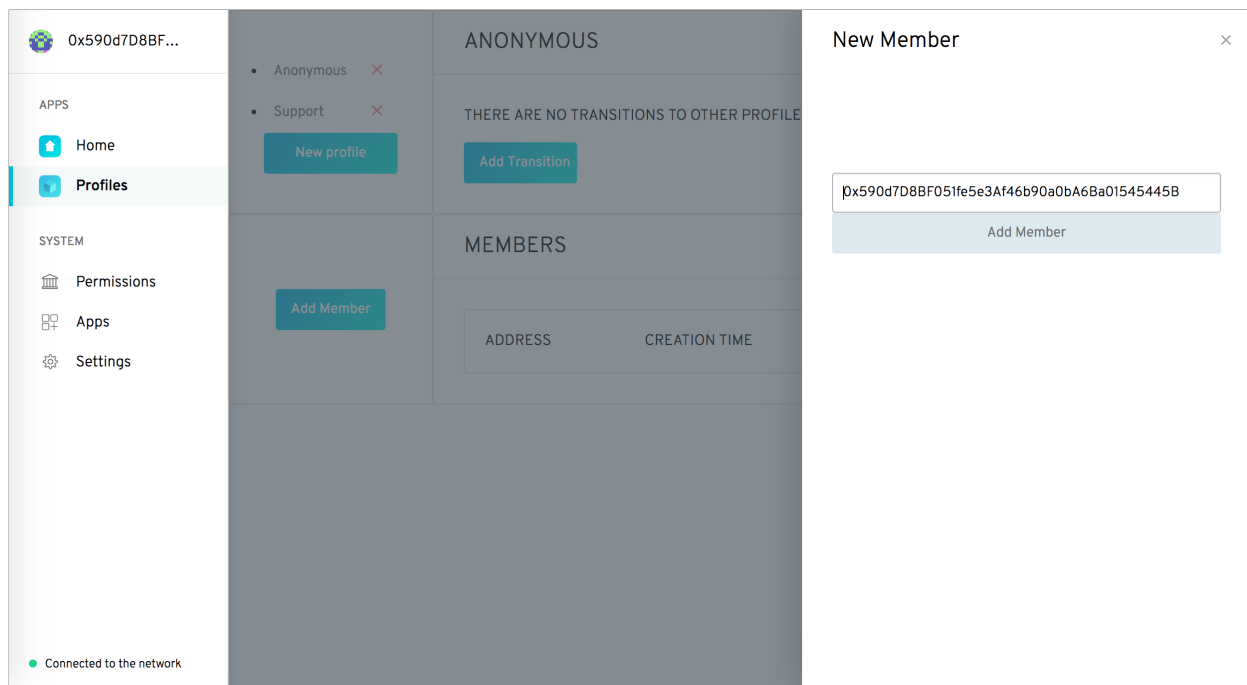 0x590d7D8BF...
APPS
Home
Profiles
SYSTEM
Permissions
Apps
Settings
Connected to the network
Anonymous
Support
New profile
Add Member
ANONYMOUS
THERE ARE NO TRANSITIONS TO OTHER PROFILE
Add Transition
MEMBERS
ADDRESS CREATION TIME
New Member
0x590d7D8BF051fe5e3Af46b90a0bA6Ba01545445B
Add Member